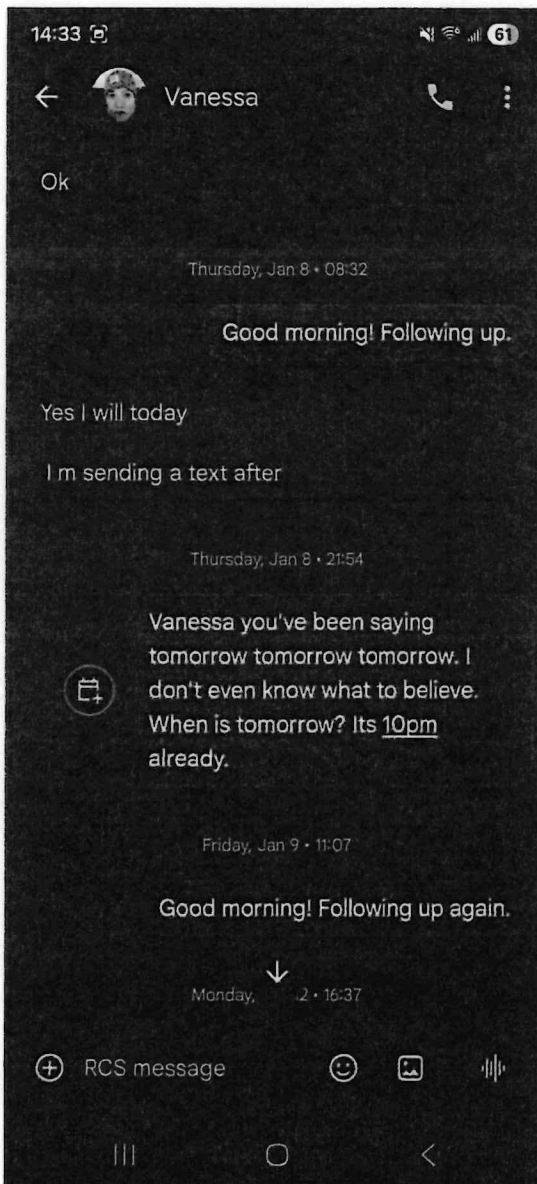 14:33 61
Vanessa
Ok
Thursday, Jan 8 • 08:32
Good morning! Following up.
Yes I will today
I m sending a text after
Thursday, Jan 8 • 21:54
Vanessa you've been saying
tomorrow tomorrow tomorrow. I
don't even know what to believe.
When is tomorrow? Its 10pm
already.
Friday, Jan 9 • 11:07
Good morning! Following up again.
Monday, 2 • 16:37
RCS message